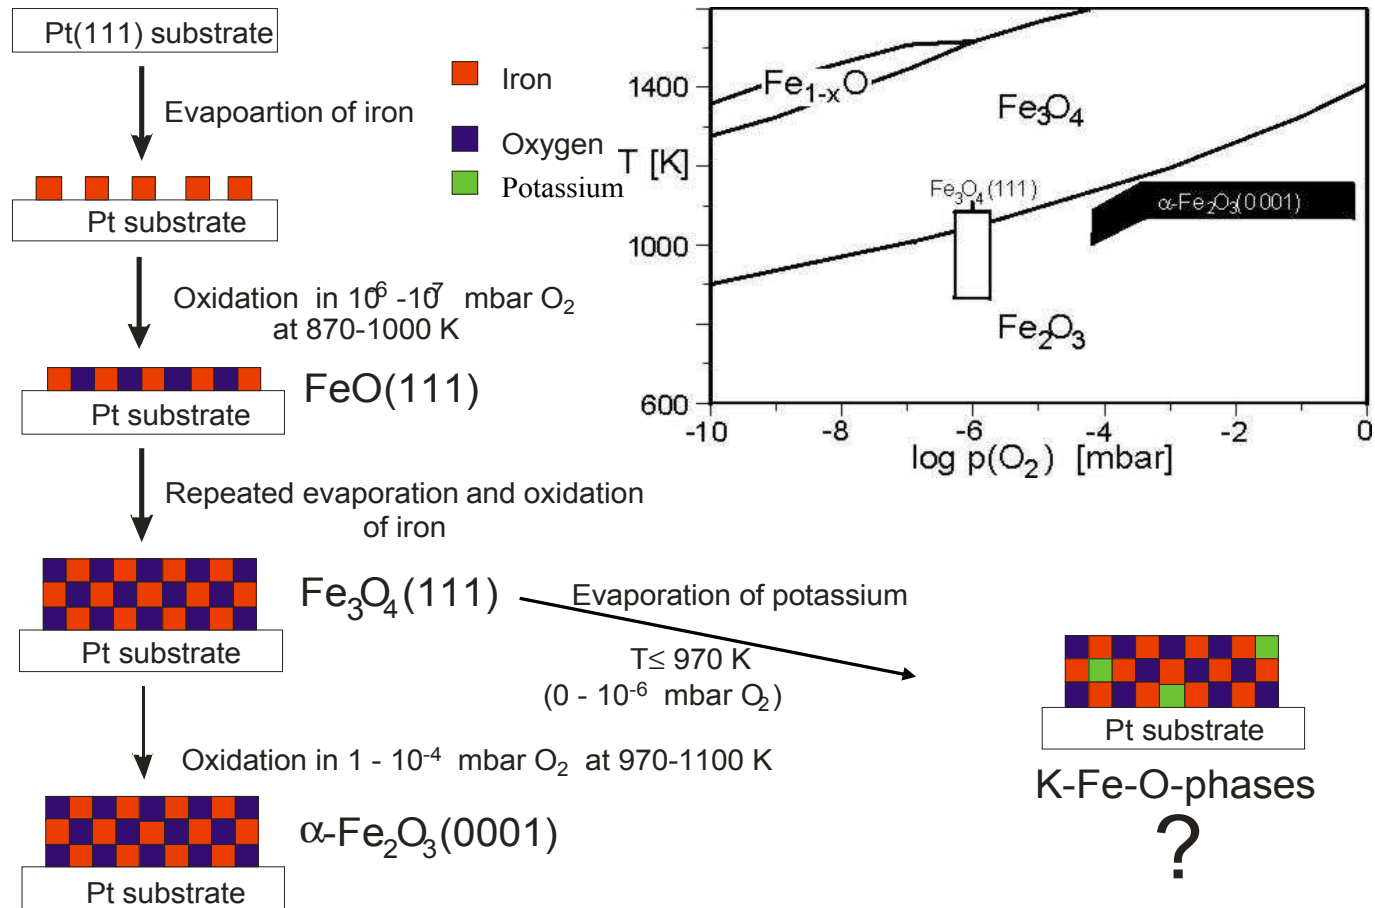 Pt(111) substrate
Evapoartion of iron
Iron
Oxygen
Potassium
Pt substrate
Oxidation in 10-6 -10-7 mbar O2
at 870-1000 K
FeO(111)
Pt substrate
Repeated evaporation and oxidation
of iron
Fe3O4(111)
Pt substrate
Evaporation of potassium
T≤ 970 K
(0 - 10-6 mbar O2)
Oxidation in 1 - 10-4 mbar O2 at 970-1100 K
α-Fe2O3(0001)
Pt substrate
Pt substrate
K-Fe-O-phases
?
Fe1-xO
Fe3O4
1400
T [K]
Fe3O4(111)
α-Fe2O3(0001)
1000
Fe2O3
600
-10 -8 -6 -4 -2 0
log p(O2) [mbar]